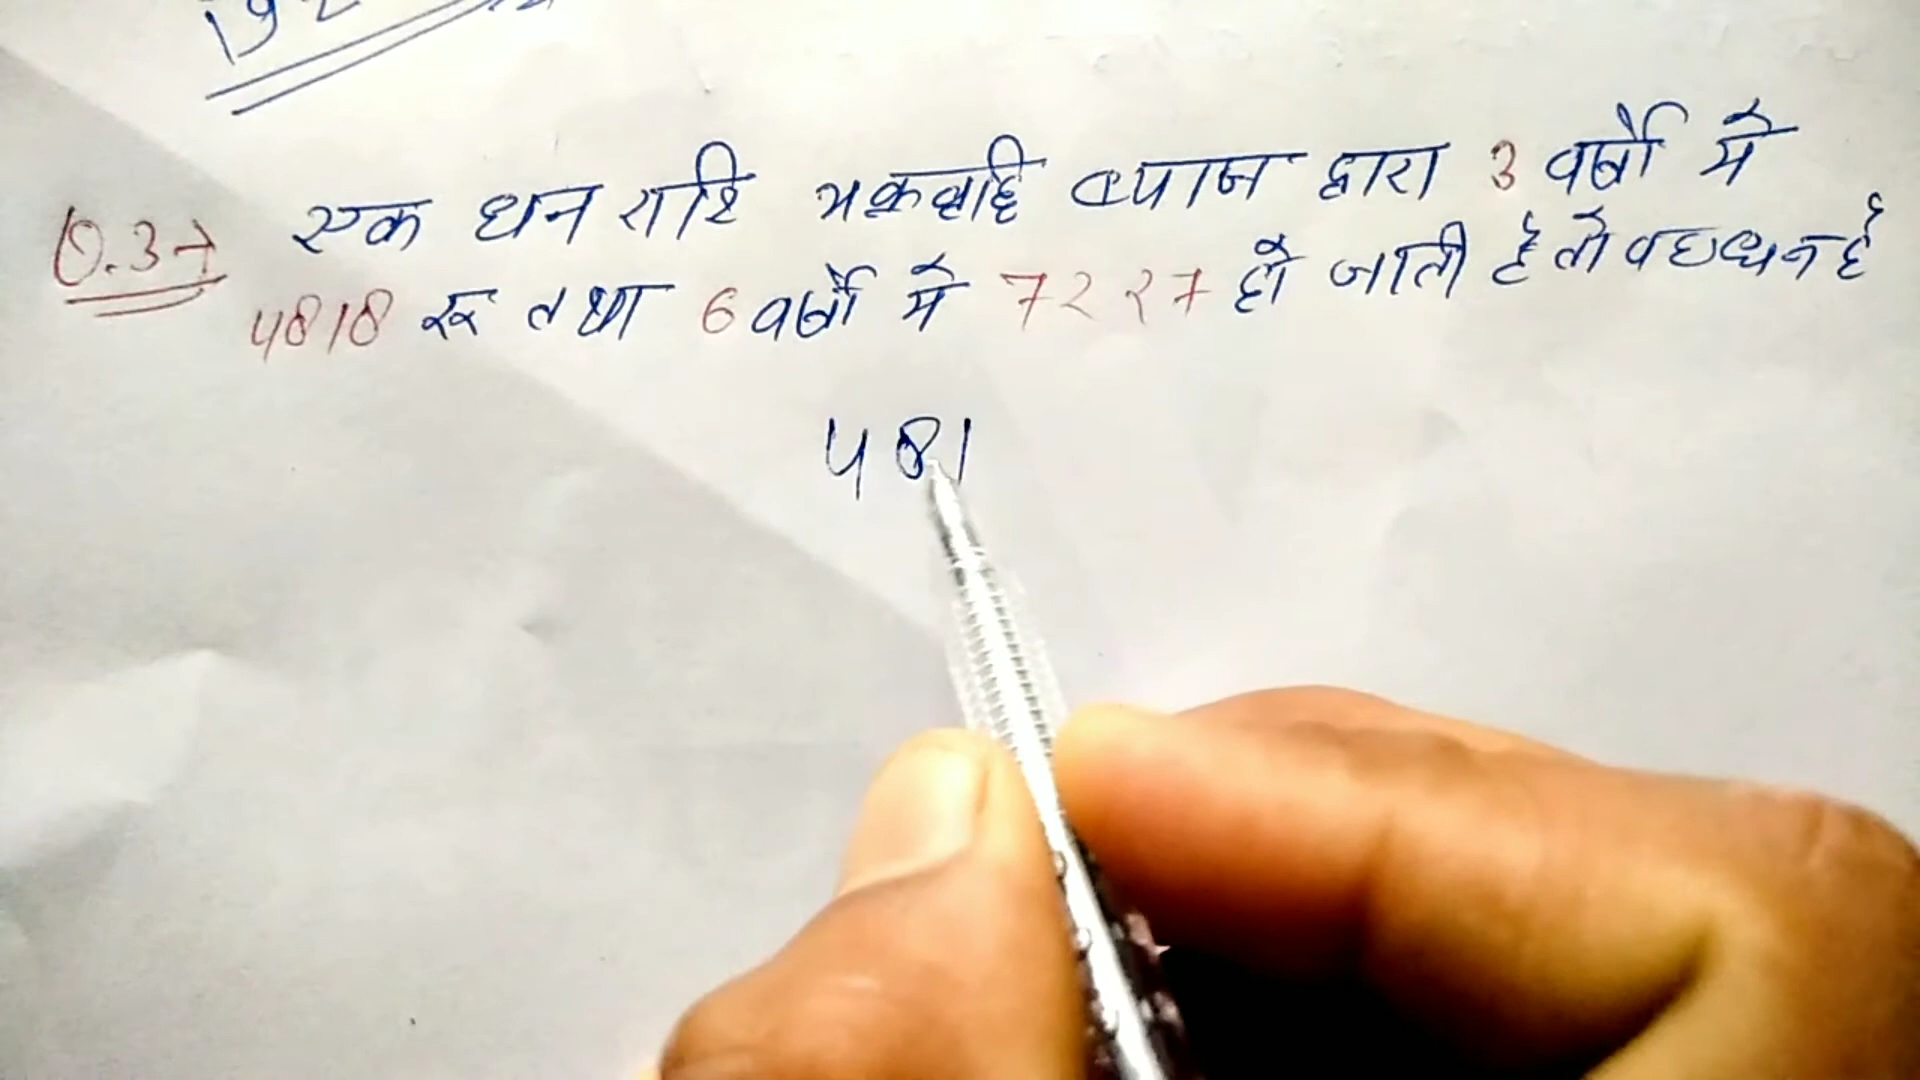 Q.3→ एक धन राशि चक्रवृद्धि ब्याज द्वारा 3 वर्षो मे
4818 रू तथा 6 वर्षो मे 7227 हो जाती है तो वह धन है
481